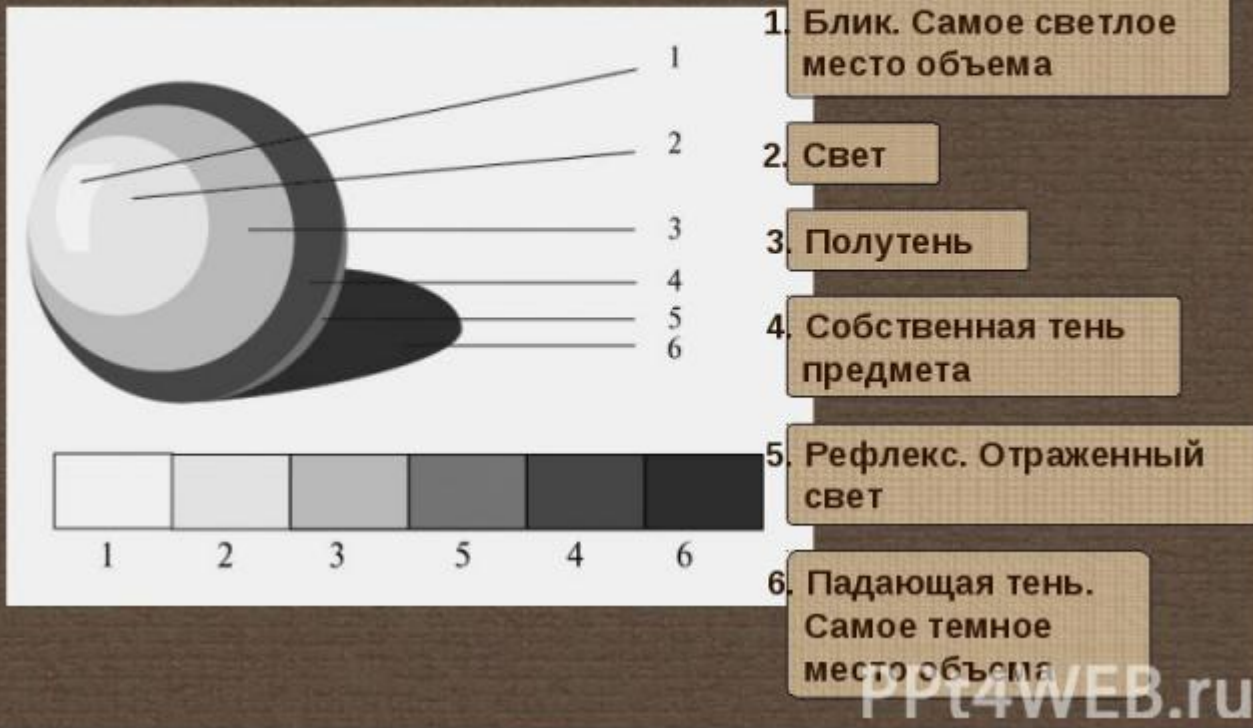 1
2
3
4
5
6
1 2 3 5 4 6
1. Блик. Самое светлое
место объема
2. Свет
3. Полутень
4. Собственная тень
предмета
5. Рефлекс. Отраженный
свет
6. Падающая тень.
Самое темное
место объема
PPt4WEB.ru